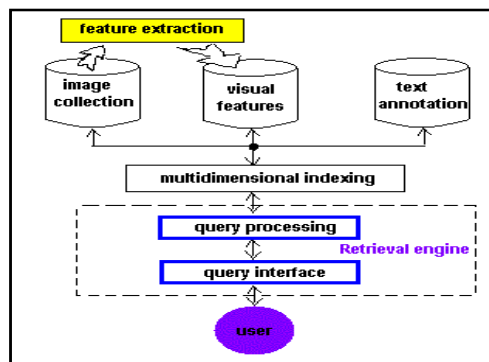 feature extraction
image
collection
visual
features
text
annotation
multidimensional indexing
query processing
Retrieval engine
query interface
user